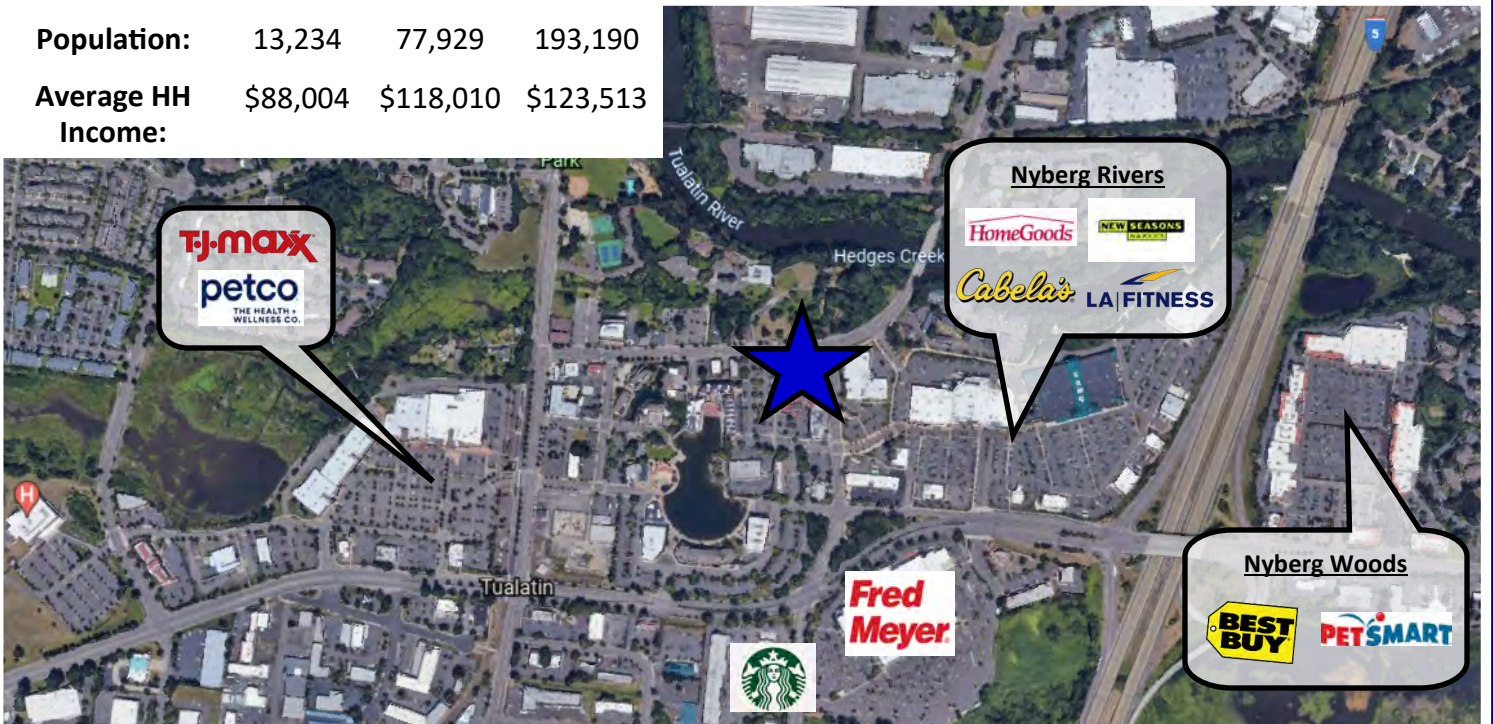 Population: 13,234 77,929 193,190
Average HH Income: $88,004 $118,010 $123,513
5
Park
Tualatin River
Nyberg Rivers
HomeGoods
NEW SEASONS
MARKET
Cabela's
LA|FITNESS
Hedges Creek
T·J·maxx
petco
THE HEALTH +
WELLNESS CO.
H
Tualatin
Fred
Meyer
Nyberg Woods
BEST
BUY
PETSMART